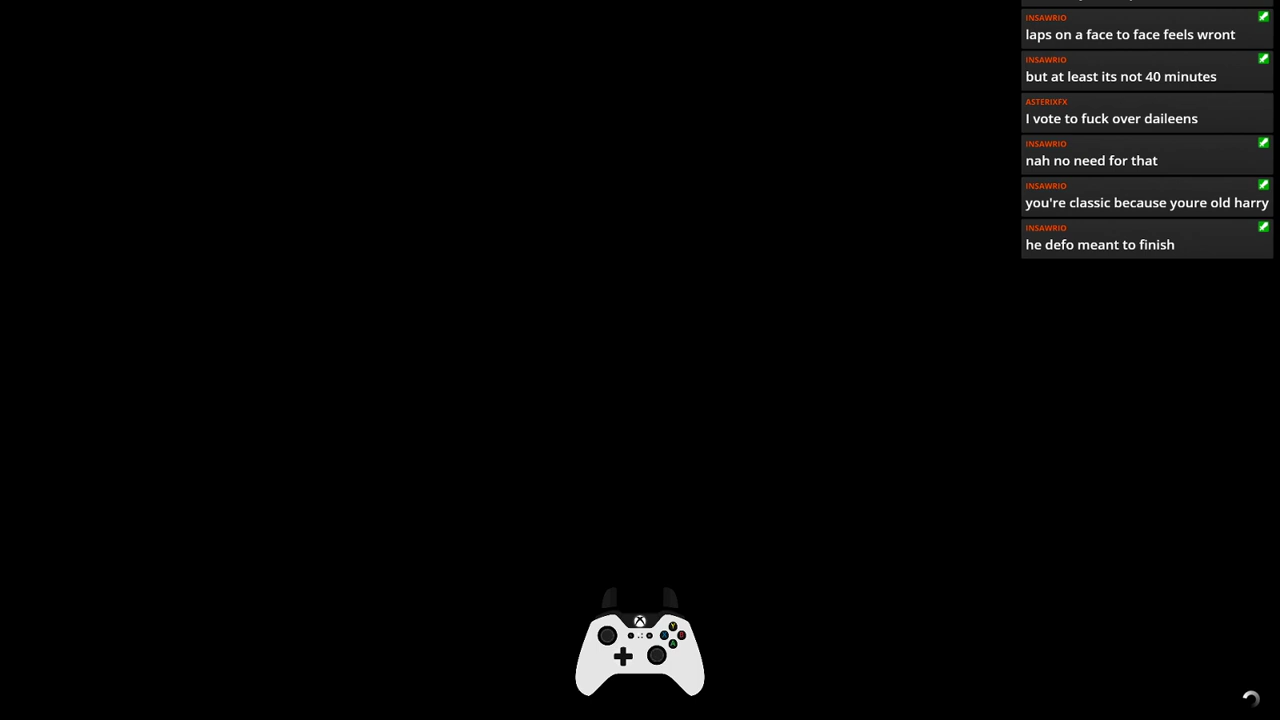 INSAWRIO
laps on a face to face feels wront
INSAWRIO
but at least its not 40 minutes
ASTERIXFX
I vote to fuck over daileens
INSAWRIO
nah no need for that
INSAWRIO
you're classic because youre old harry
INSAWRIO
he defo meant to finish
Y
X
B
A